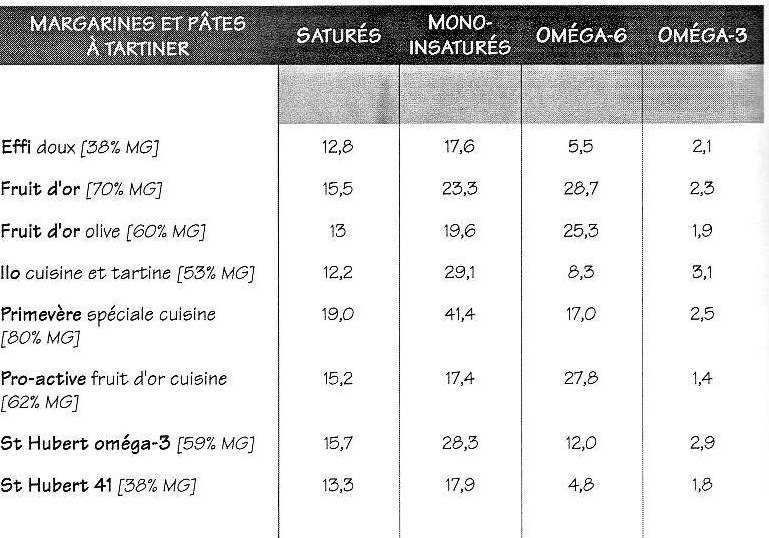 MARGARINES ET PÂTES À TARTINER SATURÉS MONO-INSATURÉS OMÉGA-6 OMÉGA-3
Effi doux [38% MG] 12,8 17,6 5,5 2,1
Fruit d'or [70% MG] 15,5 23,3 28,7 2,3
Fruit d'or olive [60% MG] 13 19,6 25,3 1,9
Ilo cuisine et tartine [53% MG] 12,2 29,1 8,3 3,1
Primevère spéciale cuisine 19,0 41,4 17,0 2,5
[80% MG]
Pro-active fruit d'or cuisine 15,2 17,4 27,8 1,4
[62% MG]
St Hubert oméga-3 [59% MG] 15,7 28,3 12,0 2,9
St Hubert 41 [38% MG] 13,3 17,9 4,8 1,8